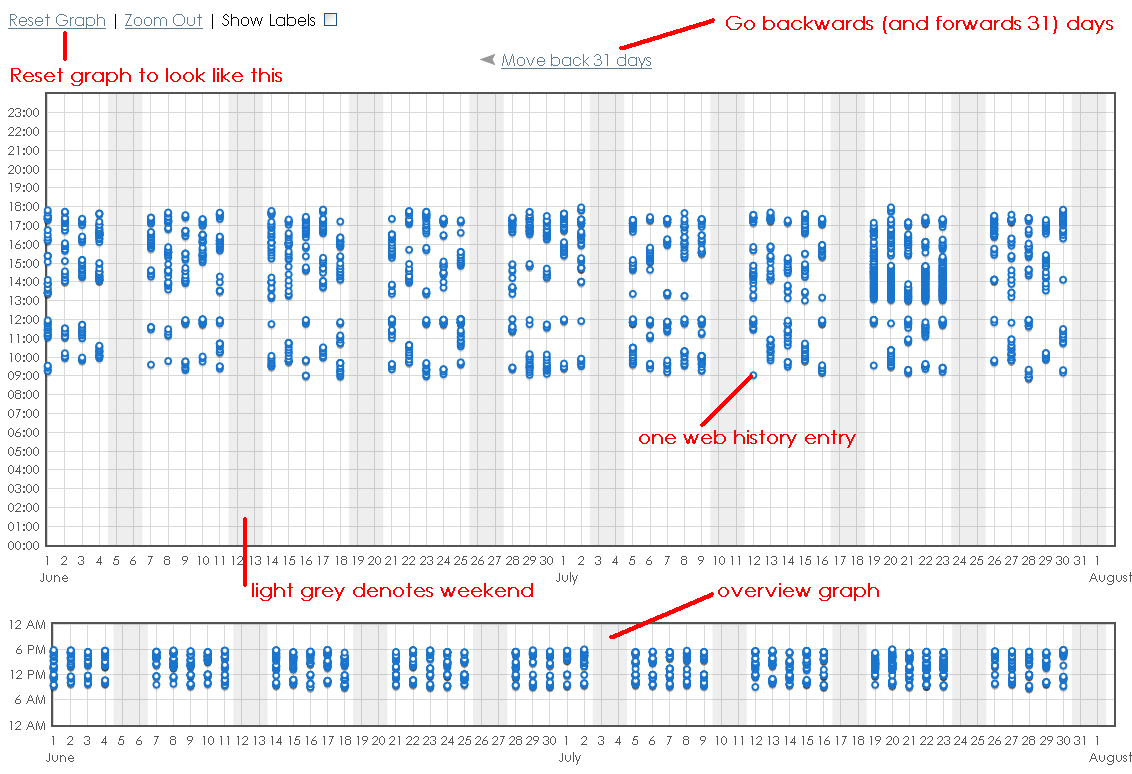 Reset Graph | Zoom Out | Show Labels
Go backwards (and forwards 31) days
Move back 31 days
Reset graph to look like this
23:00
22:00
21:00
20:00
19:00
18:00
17:00
16:00
15:00
14:00
13:00
12:00
11:00
10:00
09:00
08:00
07:00
one web history entry
06:00
05:00
04:00
03:00
02:00
01:00
00:00
1 2 3 4 5 6 7 8 9 10 11 12 13 14 15 16 17 18 19 20 21 22 23 24 25 26 27 28 29 30 1 2 3 4 5 6 7 8 9 10 11 12 13 14 15 16 17 18 19 20 21 22 23 24 25 26 27 28 29 30 31 1
June July August
light grey denotes weekend
overview graph
12 AM
6 PM
12 PM
6 AM
12 AM
1 2 3 4 5 6 7 8 9 10 11 12 13 14 15 16 17 18 19 20 21 22 23 24 25 26 27 28 29 30 1 2 3 4 5 6 7 8 9 10 11 12 13 14 15 16 17 18 19 20 21 22 23 24 25 26 27 28 29 30 31 1
June July August